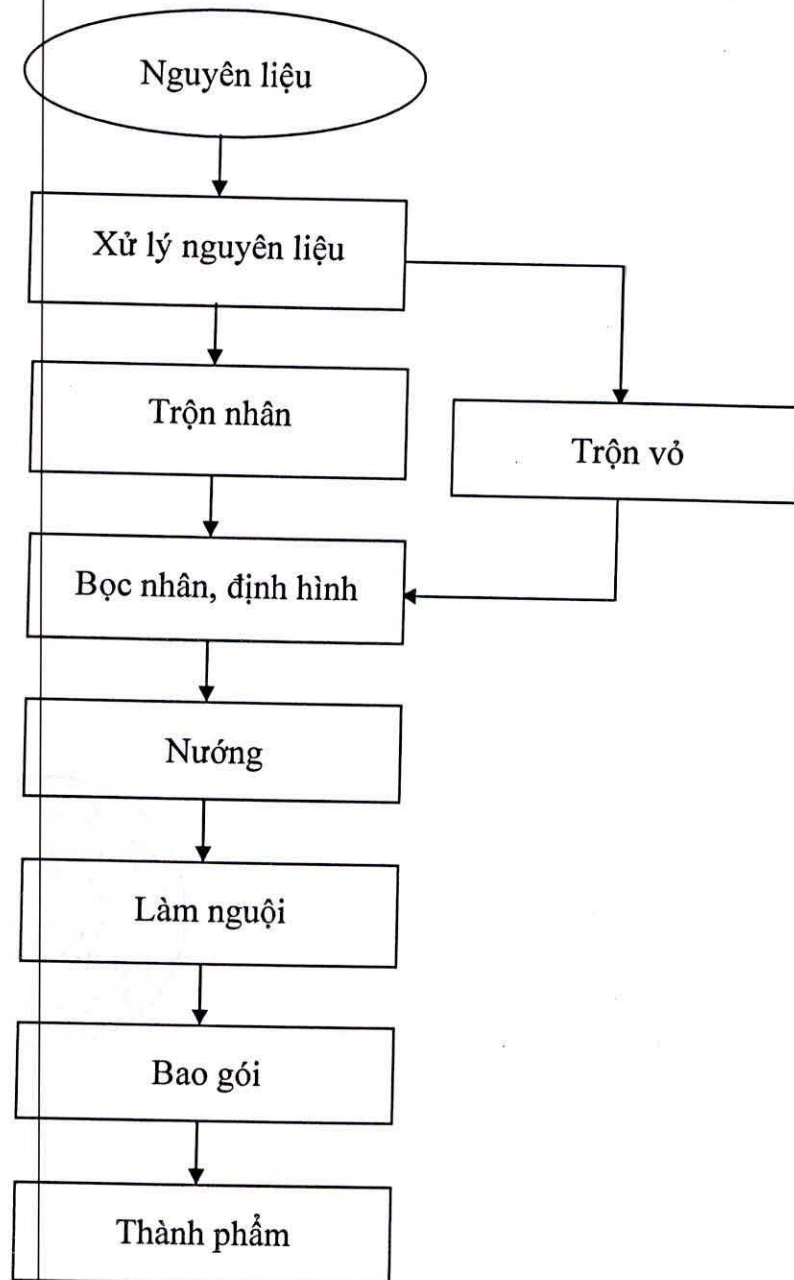 Nguyên liệu
Xử lý nguyên liệu
Trộn nhân
Trộn vỏ
Bọc nhân, định hình
Nướng
Làm nguội
Bao gói
Thành phẩm